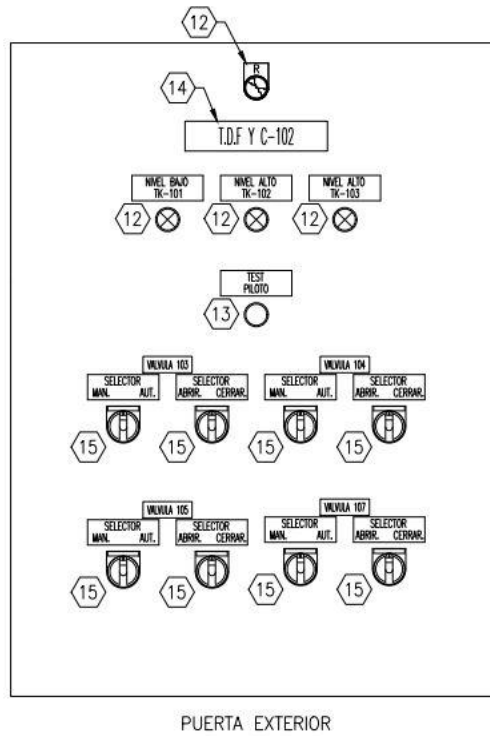 12
R
14
T.D.F Y C-102
NIVEL BAJO
TK-101
NIVEL ALTO
TK-102
NIVEL ALTO
TK-103
12
12
12
TEST
PILOTO
13
VALVULA 103
VALVULA 104
SELECTOR
MAN. AUT.
SELECTOR
ABRIR. CERRAR.
SELECTOR
MAN. AUT.
SELECTOR
ABRIR. CERRAR.
15
15
15
15
VALVULA 105
VALVULA 107
SELECTOR
MAN. AUT.
SELECTOR
ABRIR. CERRAR.
SELECTOR
MAN. AUT.
SELECTOR
ABRIR. CERRAR.
15
15
15
15
PUERTA EXTERIOR